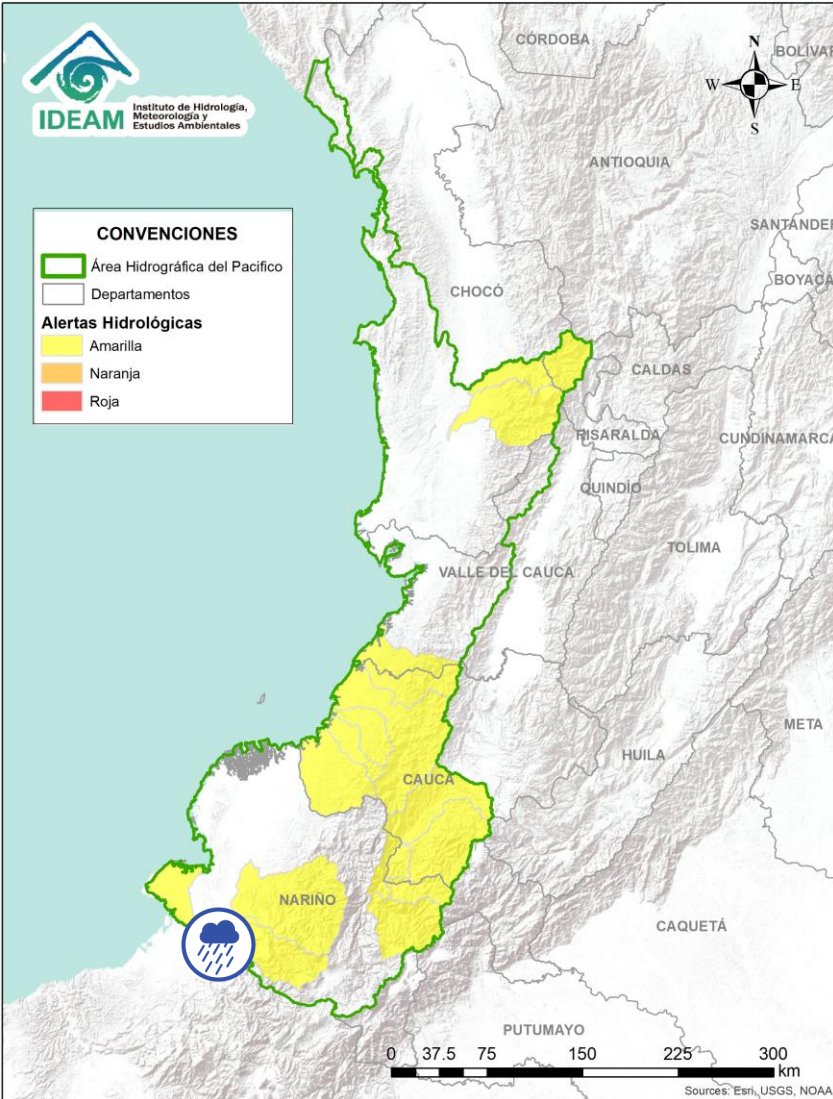 IDEAM
Instituto de Hidrología,
Meteorología y
Estudios Ambientales
CÓRDOBA
BOLÍVAR
N
W
E
S
ANTIOQUIA
SANTANDER
BOYACÁ
CONVENCIONES
Área Hidrográfica del Pacifico
Departamentos
Alertas Hidrológicas
Amarilla
Naranja
Roja
CHOCÓ
CALDAS
RISARALDA
CUNDINAMARCA
QUINDÍO
TOLIMA
VALLE DEL CAUCA
META
HUILA
CAUCA
NARIÑO
CAQUETÁ
PUTUMAYO
0 37.5 75 150 225 300
km
Sources: Esri, USGS, NOAA